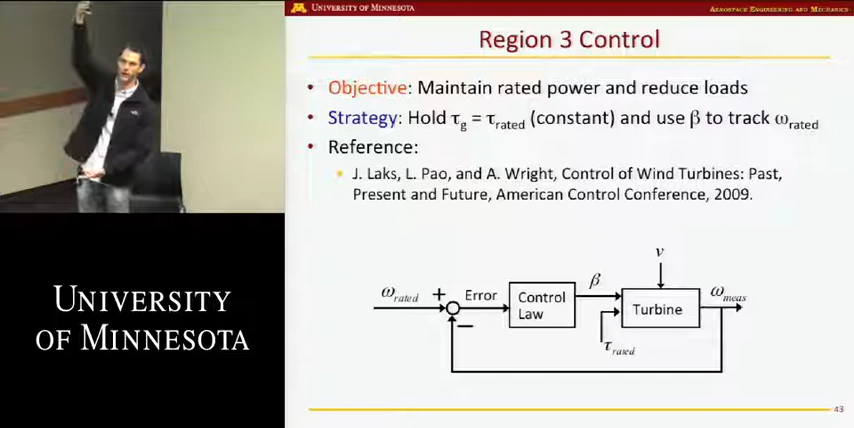 UNIVERSITY OF MINNESOTA
AEROSPACE ENGINEERING AND MECHANICS
Region 3 Control
• Objective: Maintain rated power and reduce loads
• Strategy: Hold τg = τrated (constant) and use β to track ωrated
• Reference:
J. Laks, L. Pao, and A. Wright, Control of Wind Turbines: Past,
Present and Future, American Control Conference, 2009.
v
ωrated + Error Control Law β Turbine ωmeas
−
τrated
UNIVERSITY
OF MINNESOTA
43